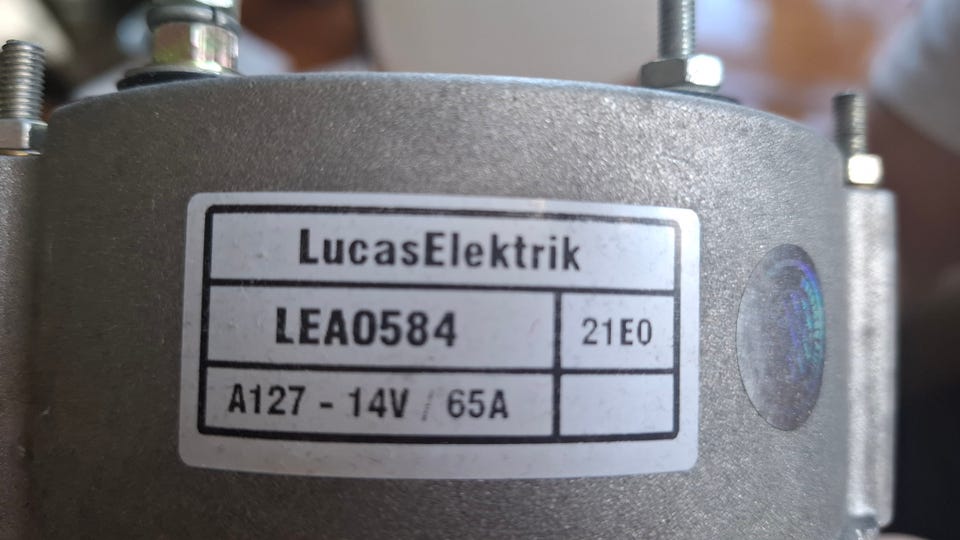 LucasElektrik
LEA0584
21E0
A127 - 14V / 65A